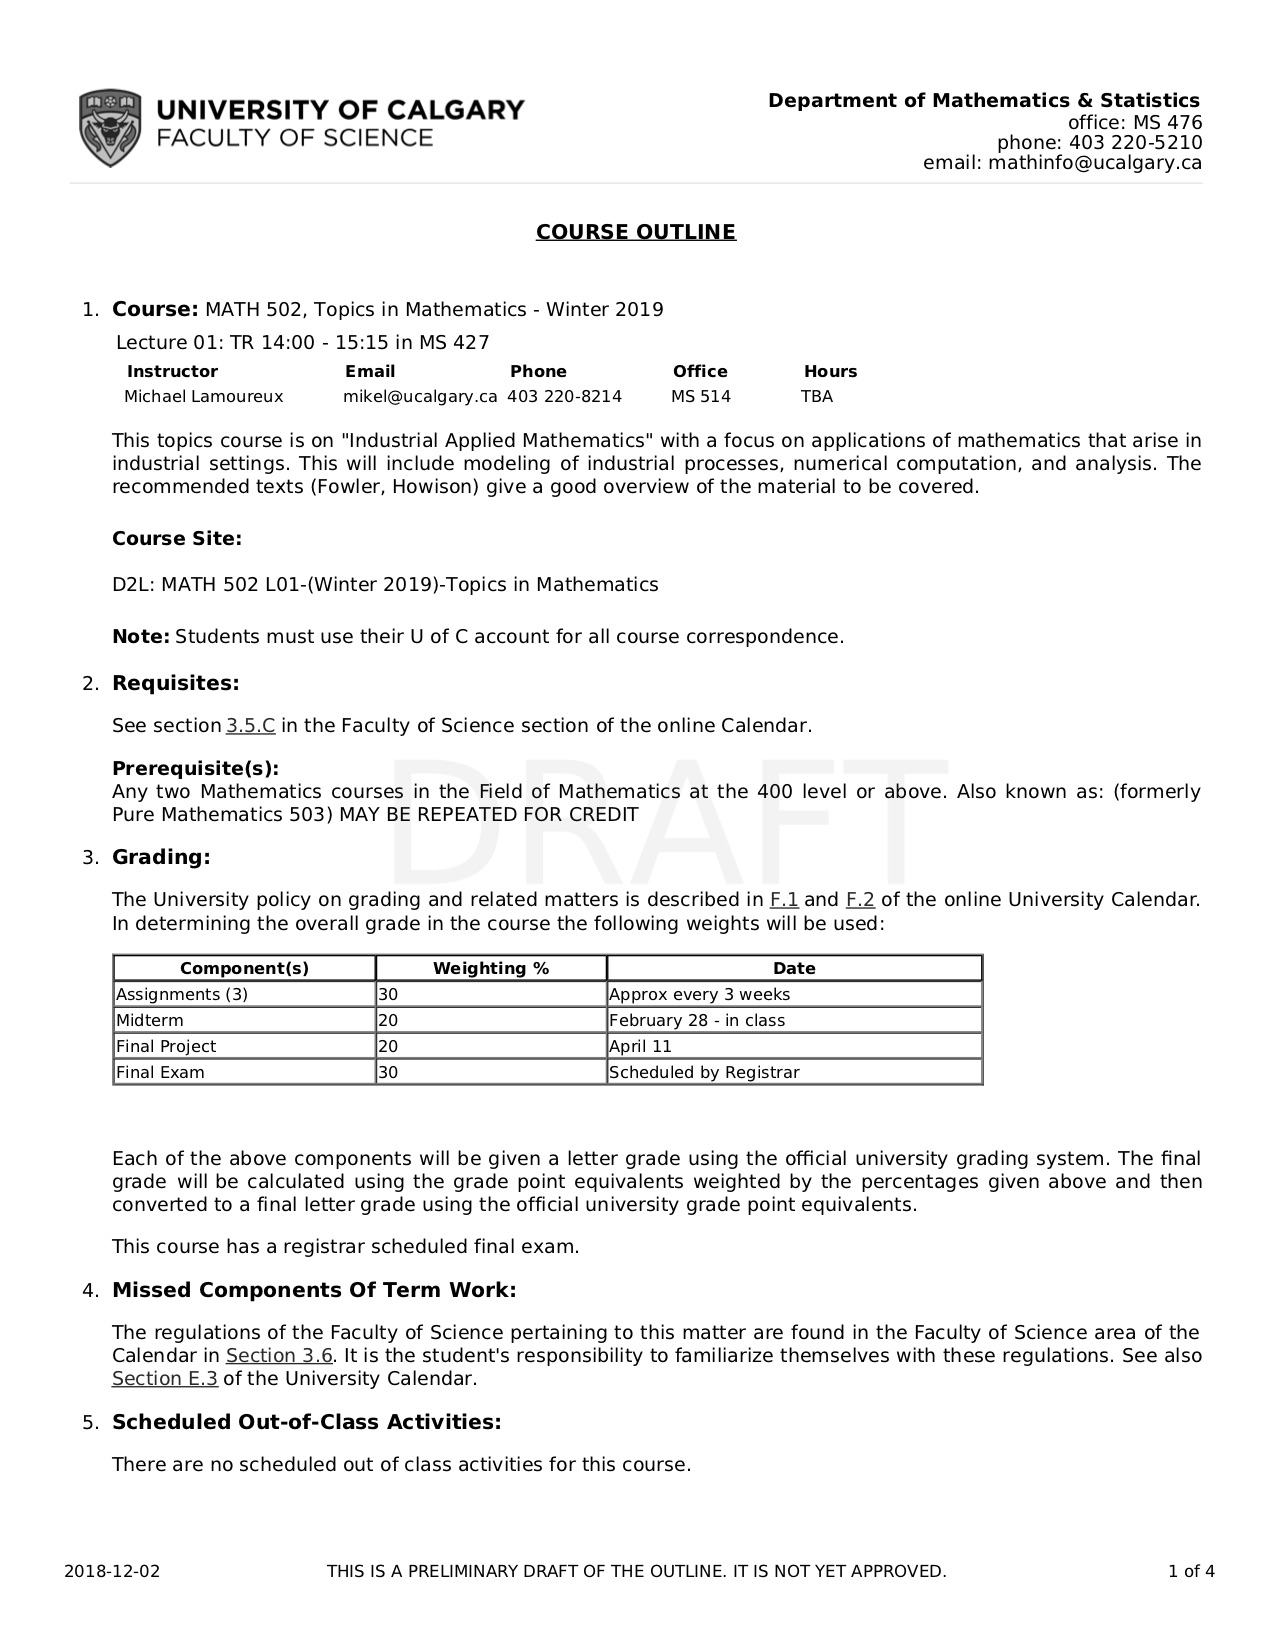 UNIVERSITY OF CALGARY
FACULTY OF SCIENCE
Department of Mathematics & Statistics
office: MS 476
phone: 403 220-5210
email: mathinfo@ucalgary.ca
COURSE OUTLINE
1. Course: MATH 502, Topics in Mathematics - Winter 2019
Lecture 01: TR 14:00 - 15:15 in MS 427
Instructor Email Phone Office Hours
Michael Lamoureux mikel@ucalgary.ca 403 220-8214 MS 514 TBA
This topics course is on "Industrial Applied Mathematics" with a focus on applications of mathematics that arise in
industrial settings. This will include modeling of industrial processes, numerical computation, and analysis. The
recommended texts (Fowler, Howison) give a good overview of the material to be covered.
Course Site:
D2L: MATH 502 L01-(Winter 2019)-Topics in Mathematics
Note: Students must use their U of C account for all course correspondence.
2. Requisites:
See section 3.5.C in the Faculty of Science section of the online Calendar.
Prerequisite(s):
Any two Mathematics courses in the Field of Mathematics at the 400 level or above. Also known as: (formerly
Pure Mathematics 503) MAY BE REPEATED FOR CREDIT
DRAFT
3. Grading:
The University policy on grading and related matters is described in F.1 and F.2 of the online University Calendar.
In determining the overall grade in the course the following weights will be used:
Component(s) Weighting % Date
Assignments (3) 30 Approx every 3 weeks
Midterm 20 February 28 - in class
Final Project 20 April 11
Final Exam 30 Scheduled by Registrar
Each of the above components will be given a letter grade using the official university grading system. The final
grade will be calculated using the grade point equivalents weighted by the percentages given above and then
converted to a final letter grade using the official university grade point equivalents.
This course has a registrar scheduled final exam.
4. Missed Components Of Term Work:
The regulations of the Faculty of Science pertaining to this matter are found in the Faculty of Science area of the
Calendar in Section 3.6. It is the student's responsibility to familiarize themselves with these regulations. See also
Section E.3 of the University Calendar.
5. Scheduled Out-of-Class Activities:
There are no scheduled out of class activities for this course.
2018-12-02 THIS IS A PRELIMINARY DRAFT OF THE OUTLINE. IT IS NOT YET APPROVED. 1 of 4